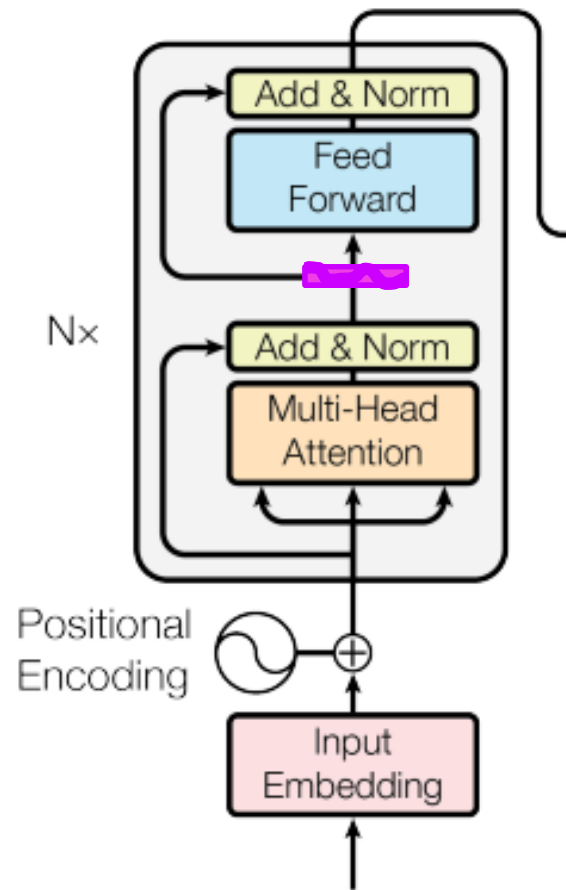 Add & Norm
Feed
Forward
Nx
Add & Norm
Multi-Head
Attention
Positional
Encoding
Input
Embedding